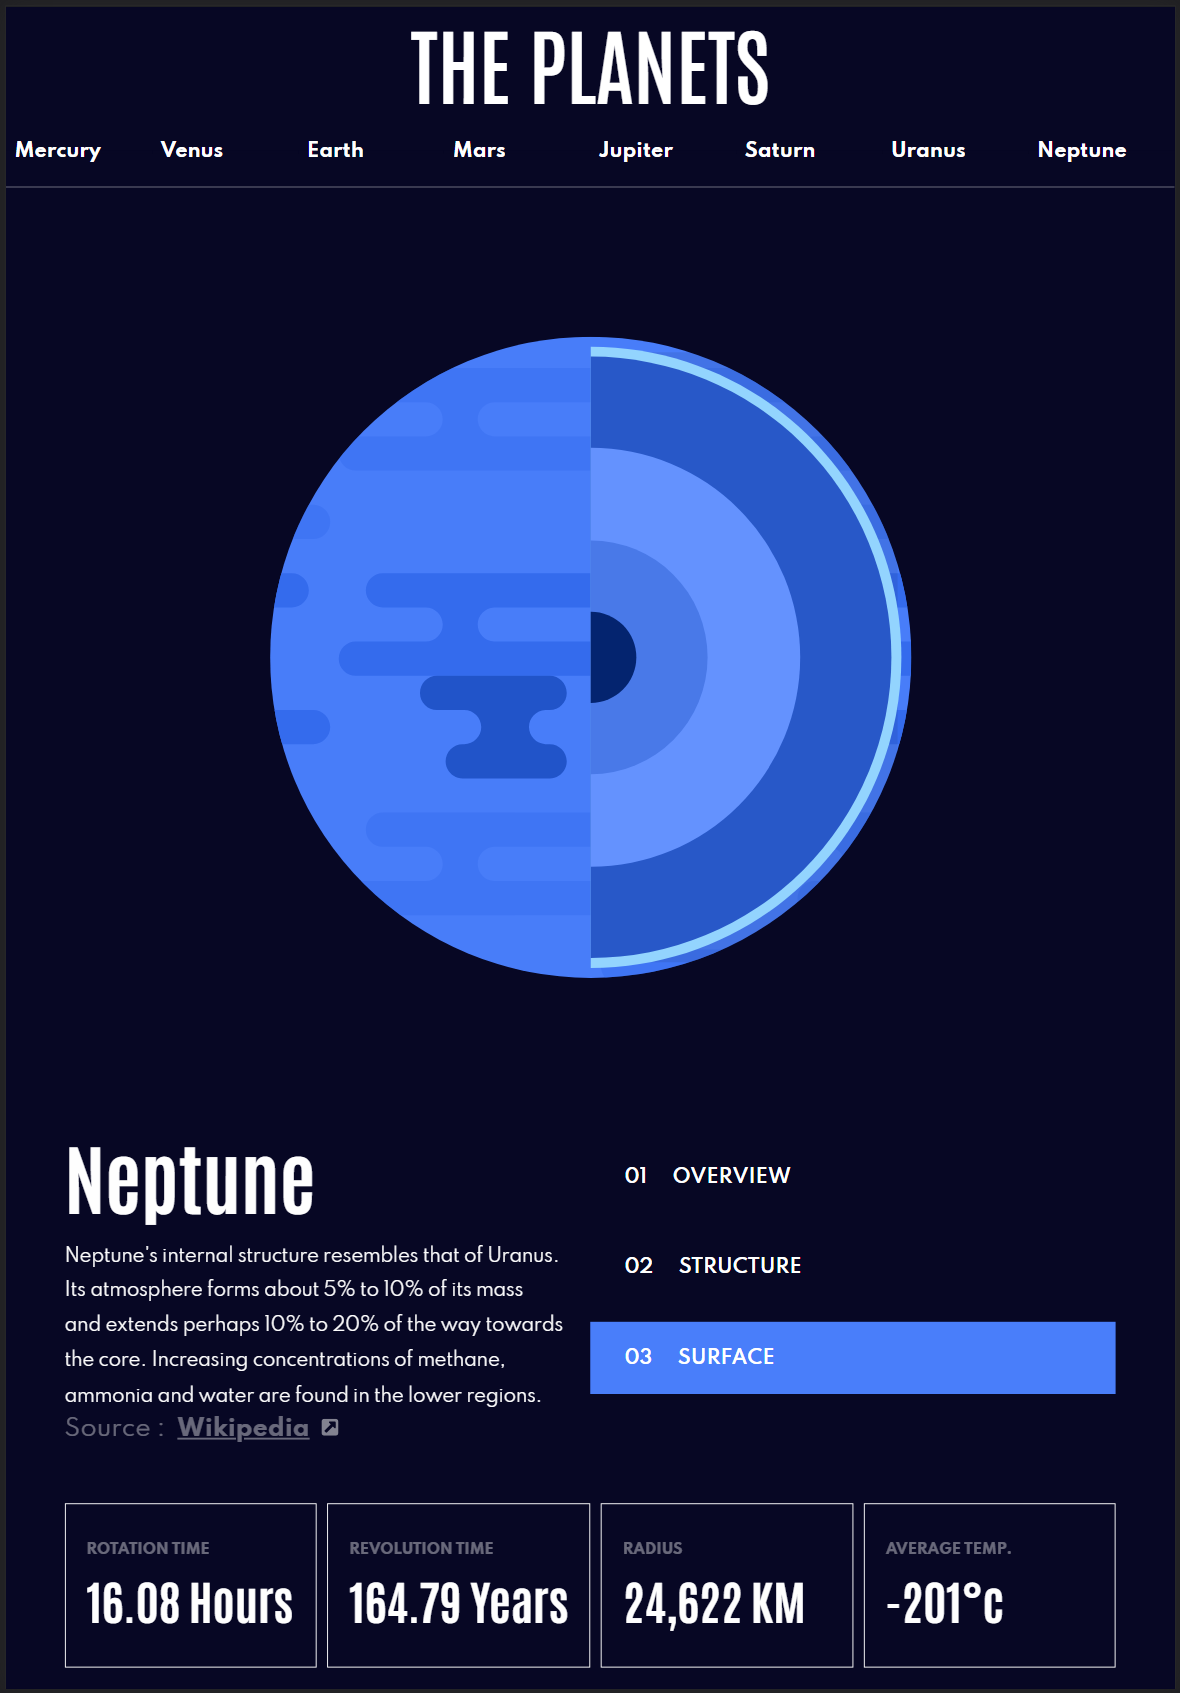 THE PLANETS
Mercury Venus Earth Mars Jupiter Saturn Uranus Neptune
Neptune
Neptune's internal structure resembles that of Uranus.
Its atmosphere forms about 5% to 10% of its mass
and extends perhaps 10% to 20% of the way towards
the core. Increasing concentrations of methane,
ammonia and water are found in the lower regions.
Source : Wikipedia
01 OVERVIEW
02 STRUCTURE
03 SURFACE
ROTATION TIME
16.08 Hours
REVOLUTION TIME
164.79 Years
RADIUS
24,622 KM
AVERAGE TEMP.
-201°c